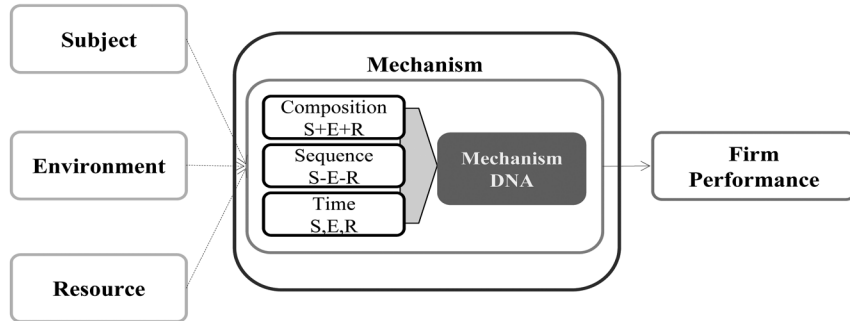 Subject
Environment
Resource
Mechanism
Composition
S+E+R
Sequence
S-E-R
Time
S,E,R
Mechanism
DNA
Firm
Performance